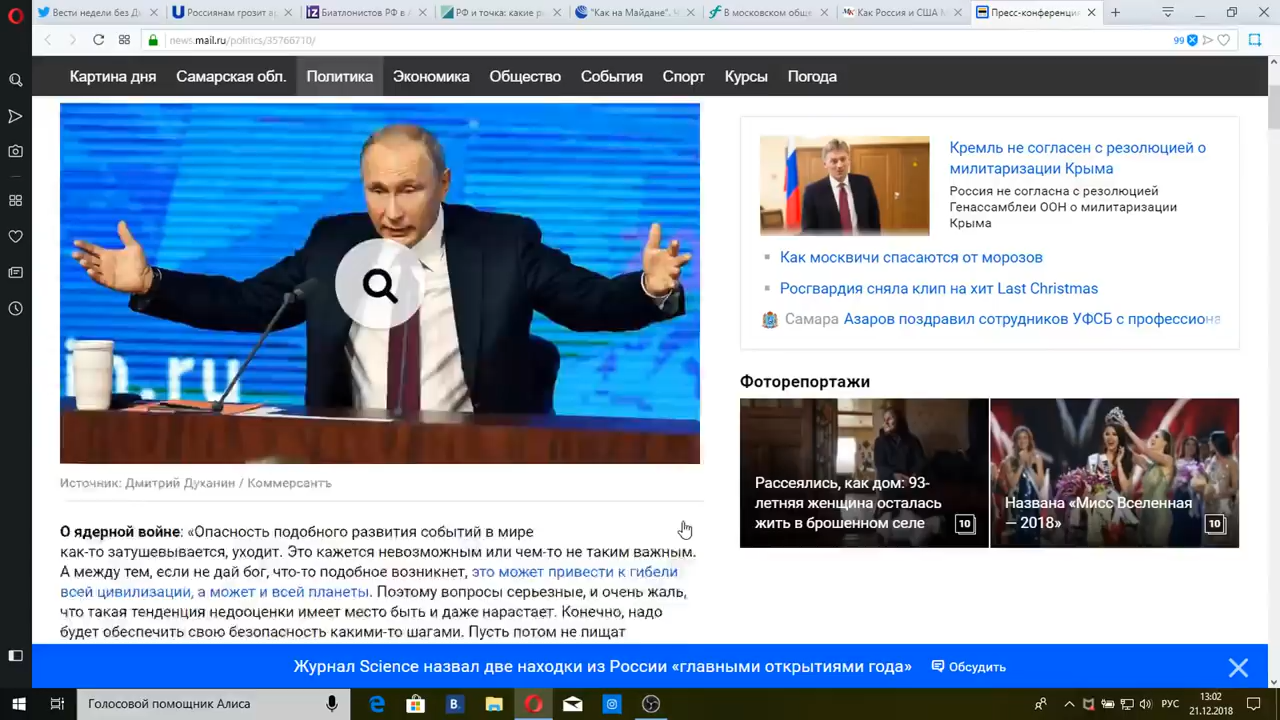 Вести недели без Ди
Россиянам грозит а
Биатлонистов РФ в А
РФ и точка: какие р
"Как на Майдане". Ч
В московском обще
Как Россия и США М
Пресс-конференция
news.mail.ru/politics/35766710/
99
Картина дня
Самарская обл.
Политика
Экономика
Общество
События
Спорт
Курсы
Погода
in.ru
Источник: Дмитрий Духанин / Коммерсантъ
О ядерной войне: «Опасность подобного развития событий в мире
как-то затушевывается, уходит. Это кажется невозможным или чем-то не таким важным.
А между тем, если не дай бог, что-то подобное возникнет, это может привести к гибели
всей цивилизации, а может и всей планеты. Поэтому вопросы серьезные, и очень жаль,
что такая тенденция недооценки имеет место быть и даже нарастает. Конечно, надо
будет обеспечить свою безопасность какими-то шагами. Пусть потом не пищат
Кремль не согласен с резолюцией о
милитаризации Крыма
Россия не согласна с резолюцией
Генассамблеи ООН о милитаризации
Крыма
Как москвичи спасаются от морозов
Росгвардия сняла клип на хит Last Christmas
Самара Азаров поздравил сотрудников УФСБ с профессиона
Фоторепортажи
Рассеялись, как дом: 93-
летняя женщина осталась
жить в брошенном селе
10
Названа «Мисс Вселенная
— 2018»
10
Журнал Science назвал две находки из России «главными открытиями года»
Обсудить
Голосовой помощник Алиса
РУС
13:02
21.12.2018